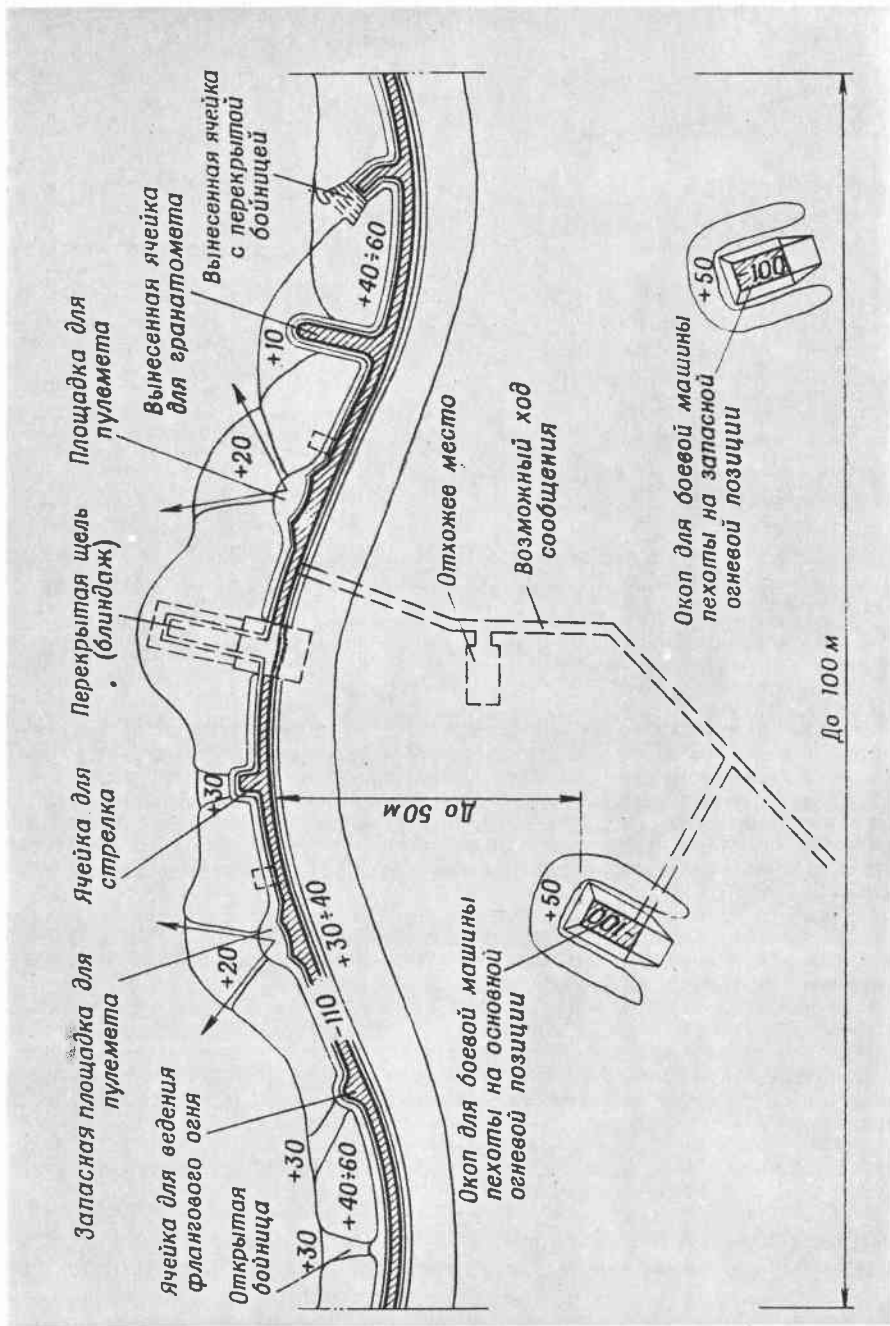 Запасная площадка для
пулемета
Ячейка для
стрелка
Перекрытая щель
(блиндаж)
Площадка для
пулемета
Вынесенная ячейка
для гранатомета
Вынесенная ячейка
с перекрытой
бойницей
Ячейка для ведения
флангового огня
Открытая
бойница
+30
+30
+40÷60
+20
+30
+20
+10
+40÷60
-110
+30÷40
До 50 м
Отхожее место
Возможный ход
сообщения
Окоп для боевой машины
пехоты на основной
огневой позиции
+50
-100
Окоп для боевой машины
пехоты на запасной
огневой позиции
+50
100
До 100 м